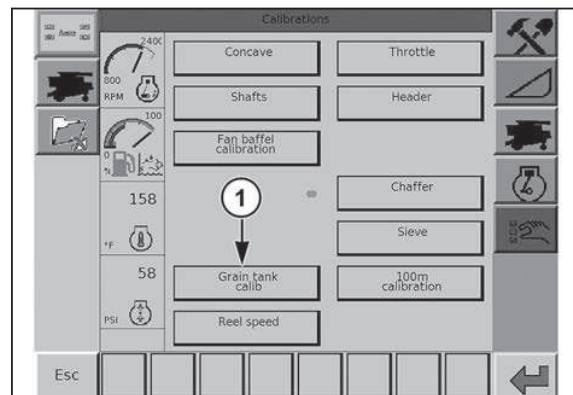 Calibrations
2400
800
RPM
100
0
%
158
°F
58
PSI
Concave
Throttle
Shafts
Header
Fan baffel
calibration
1
Chaffer
Sieve
Grain tank
calib
100m
calibration
Reel speed
Esc